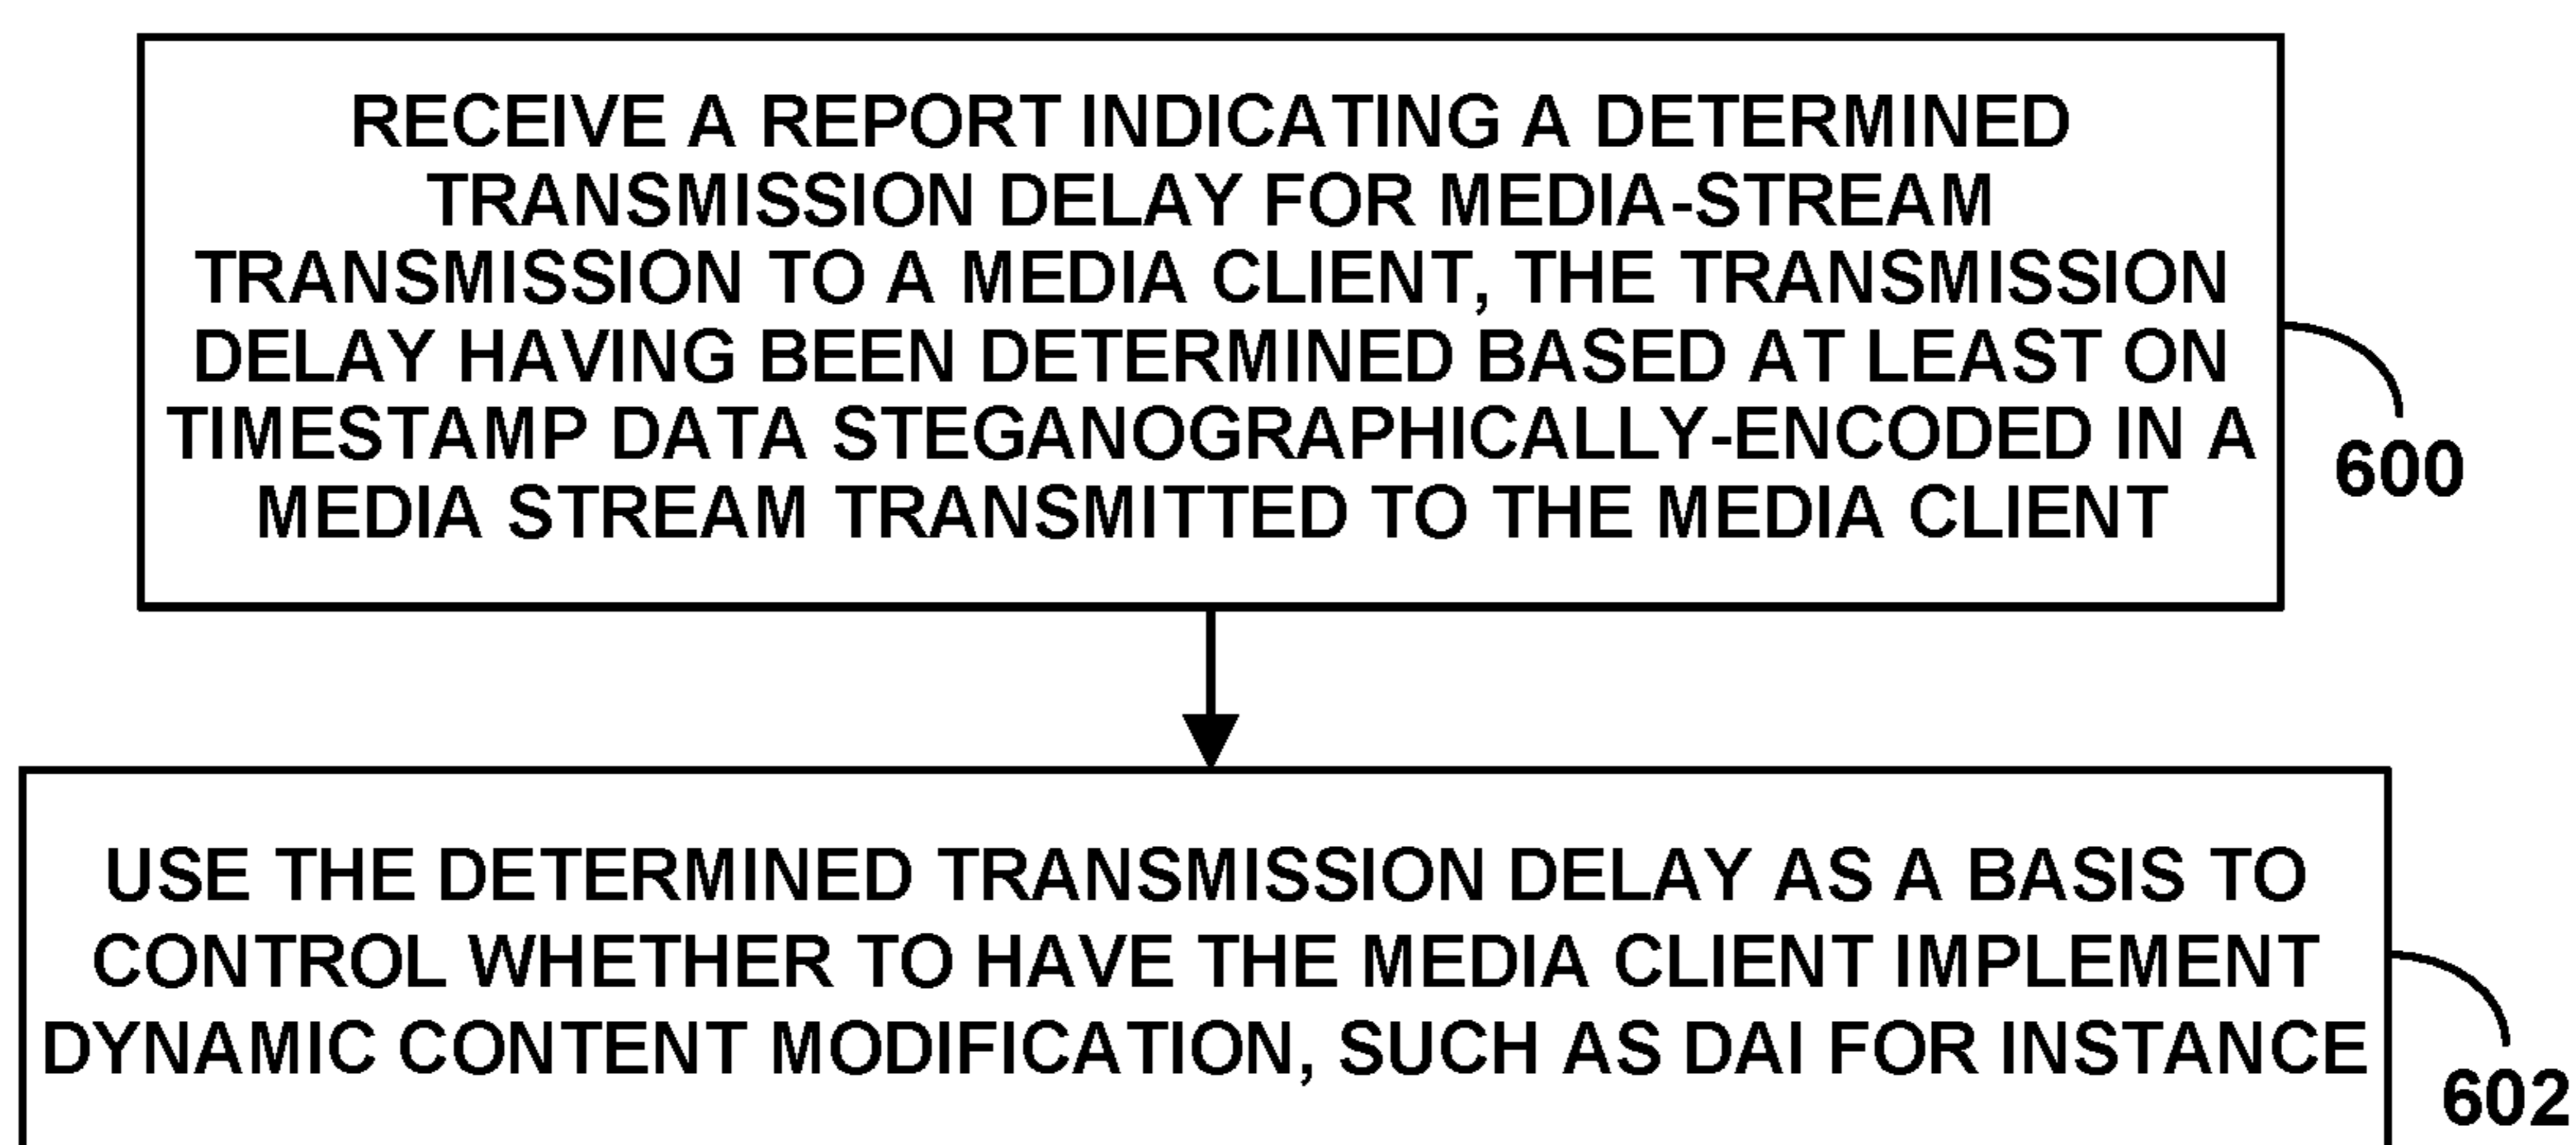 RECEIVE A REPORT INDICATING A DETERMINED
TRANSMISSION DELAY FOR MEDIA-STREAM
TRANSMISSION TO A MEDIA CLIENT, THE TRANSMISSION
DELAY HAVING BEEN DETERMINED BASED AT LEAST ON
TIMESTAMP DATA STEGANOGRAPHICALLY-ENCODED IN A
MEDIA STREAM TRANSMITTED TO THE MEDIA CLIENT
600
USE THE DETERMINED TRANSMISSION DELAY AS A BASIS TO
CONTROL WHETHER TO HAVE THE MEDIA CLIENT IMPLEMENT
DYNAMIC CONTENT MODIFICATION, SUCH AS DAI FOR INSTANCE
602